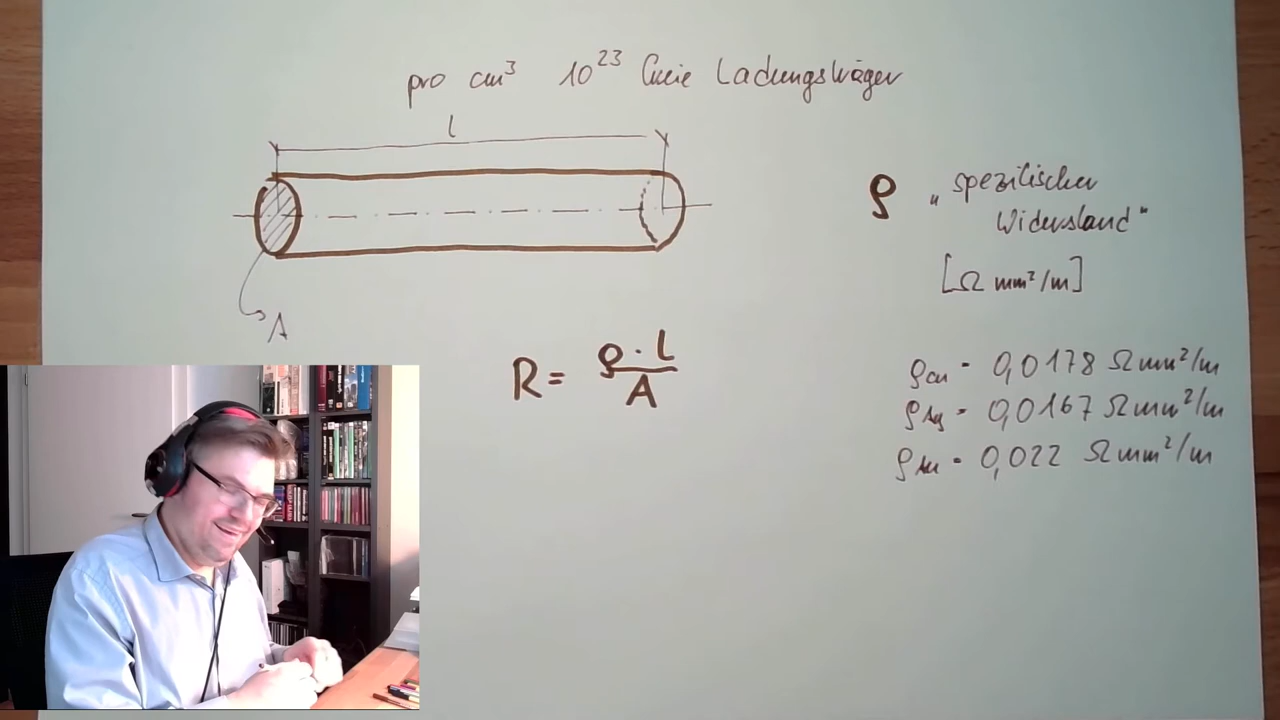 pro cm³ 10²³ freie Ladungsträger
l
A
ρ „spezifischer
Widerstand"
[Ω mm²/m]
R = ρ · L / A
ρcu = 0,0178 Ω mm²/m
ρAg = 0,0167 Ω mm²/m
ρAu = 0,022 Ω mm²/m